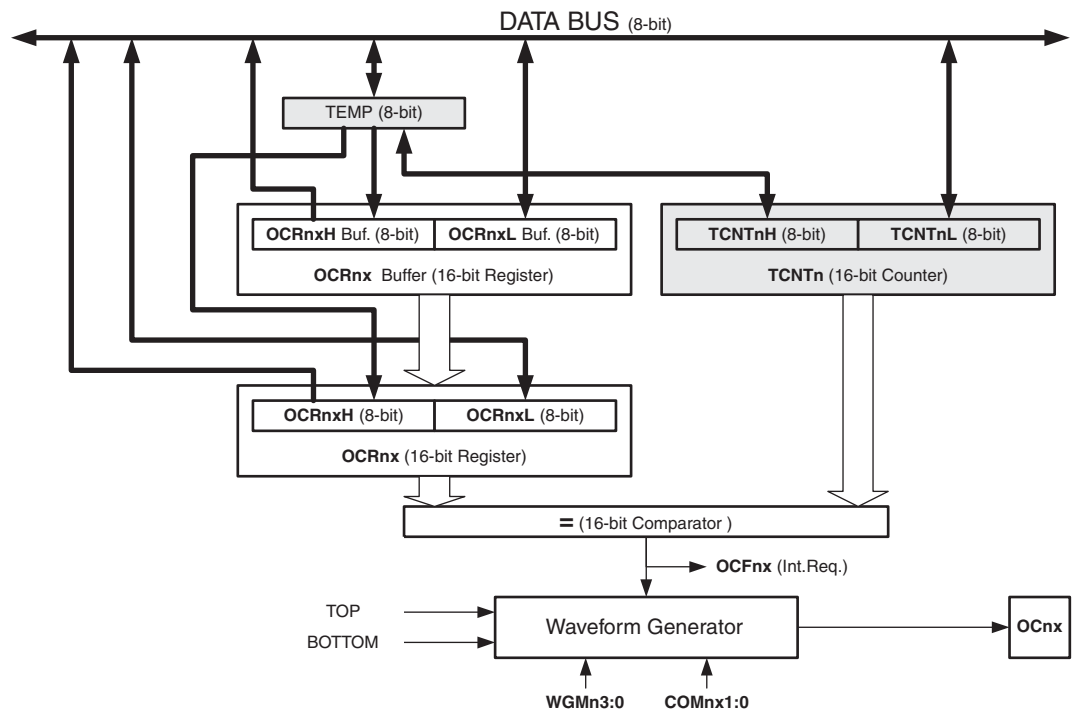 DATA BUS (8-bit)
TEMP (8-bit)
OCRnxH Buf. (8-bit) OCRnxL Buf. (8-bit)
OCRnx Buffer (16-bit Register)
TCNTnH (8-bit) TCNTnL (8-bit)
TCNTn (16-bit Counter)
OCRnxH (8-bit) OCRnxL (8-bit)
OCRnx (16-bit Register)
= (16-bit Comparator )
OCFnx (Int.Req.)
TOP
BOTTOM
Waveform Generator
OCnx
WGMn3:0 COMnx1:0